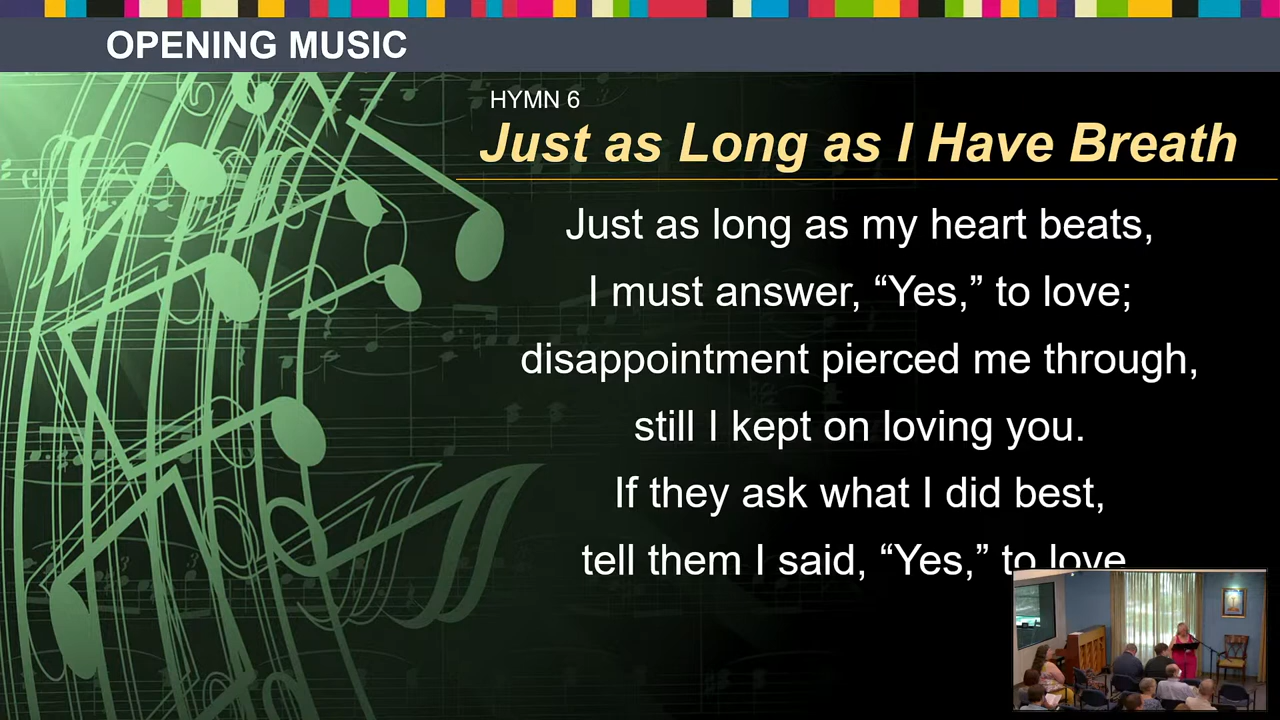 OPENING MUSIC
HYMN 6
Just as Long as I Have Breath
Just as long as my heart beats,
I must answer, “Yes,” to love;
disappointment pierced me through,
still I kept on loving you.
If they ask what I did best,
tell them I said, “Yes,” to love